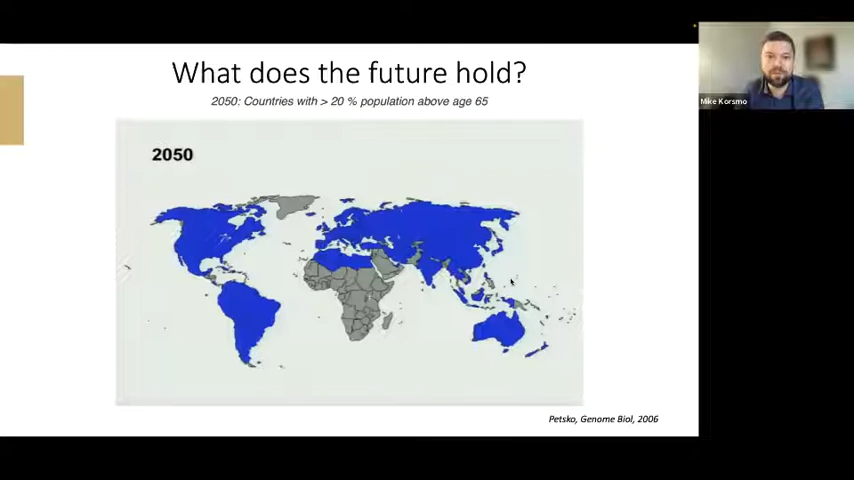 What does the future hold?
2050: Countries with > 20 % population above age 65
2050
Petsko, Genome Biol, 2006
Mike Korsmo